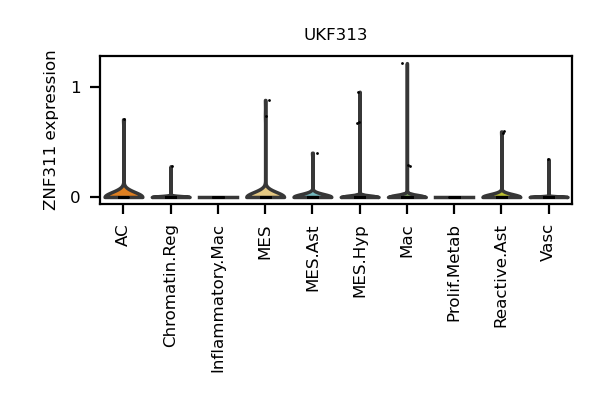 UKF313
ZNF311 expression
1
0
AC
Chromatin.Reg
Inflammatory.Mac
MES
MES.Ast
MES.Hyp
Mac
Prolif.Metab
Reactive.Ast
Vasc